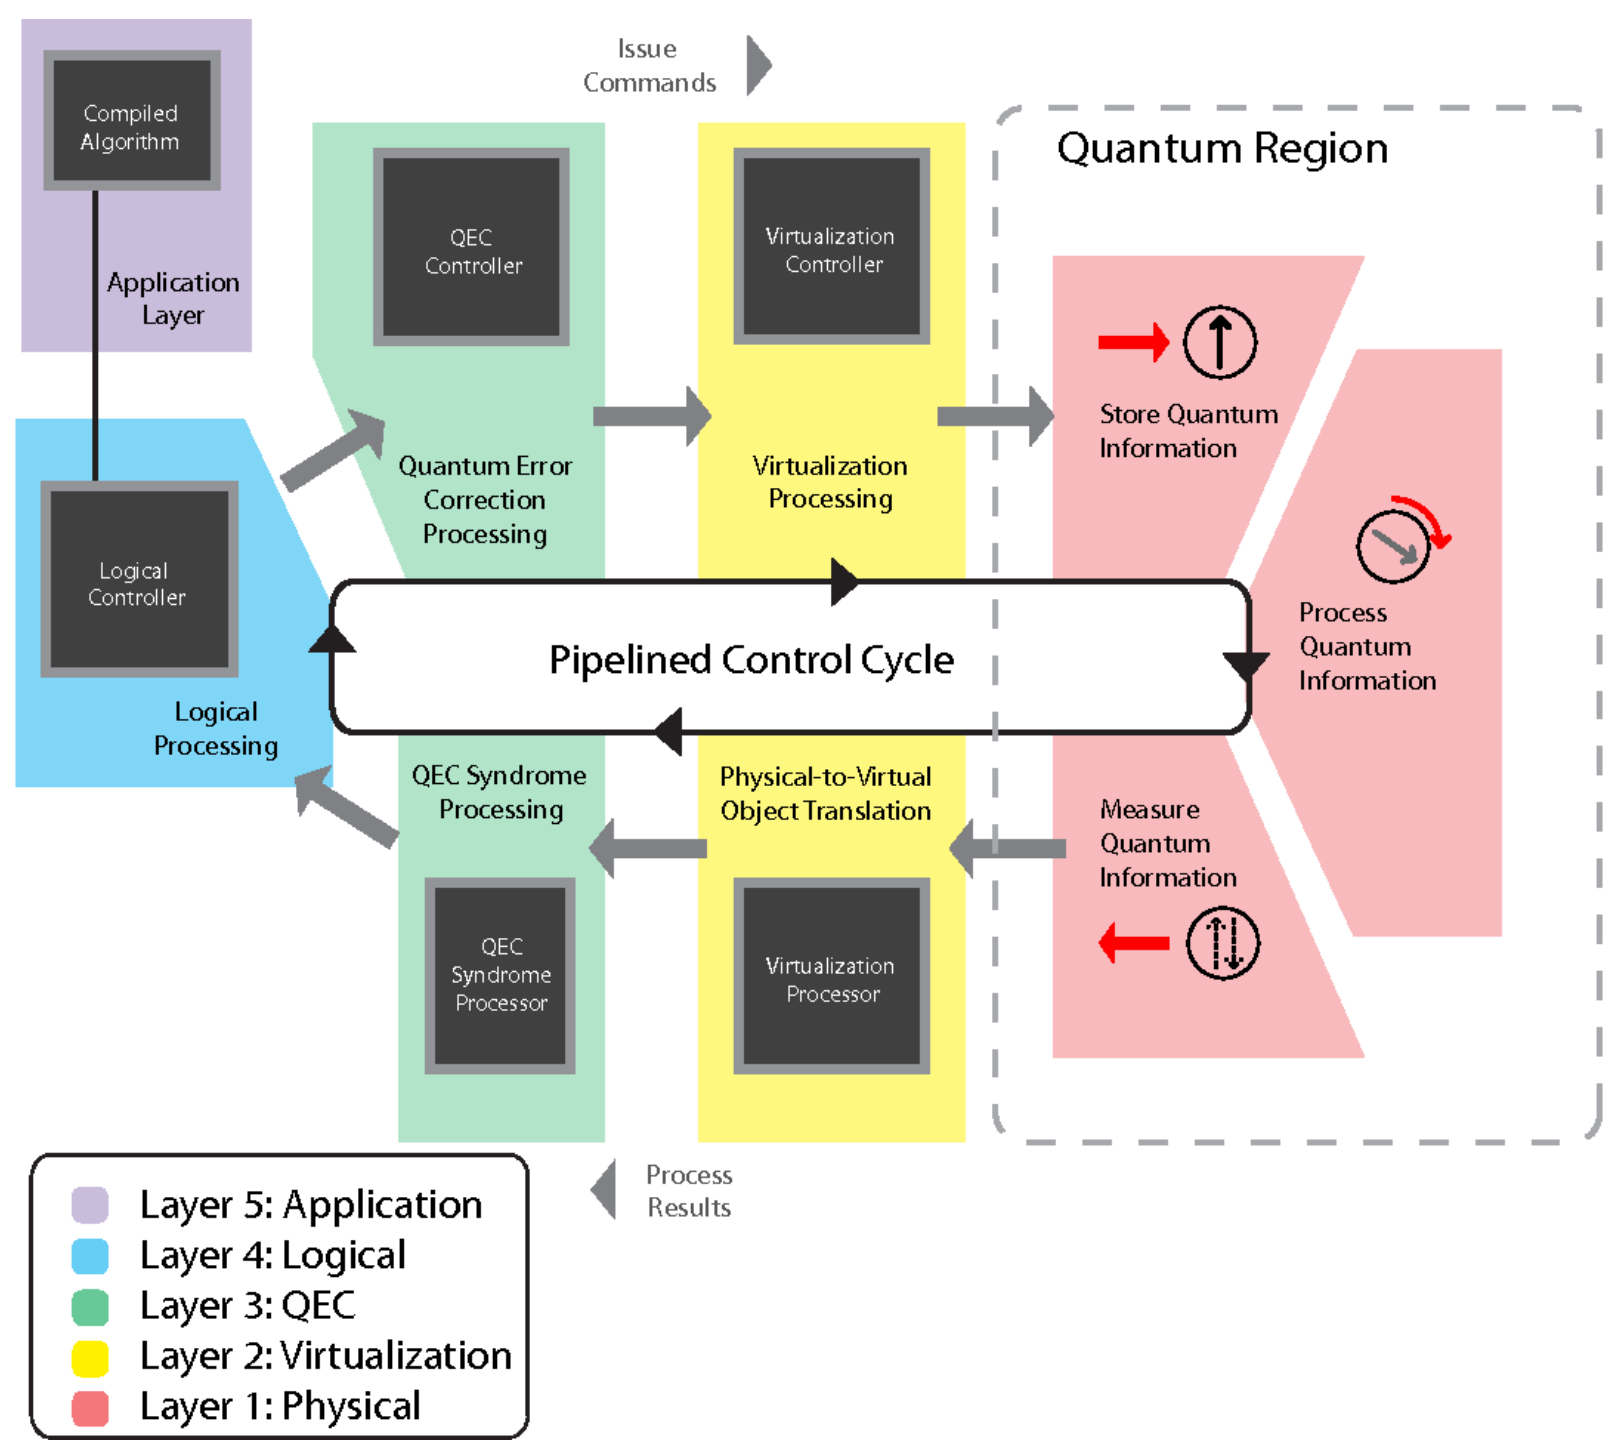 Issue
Commands
Compiled
Algorithm
Application
Layer
QEC
Controller
Quantum Error
Correction
Processing
Virtualization
Controller
Virtualization
Processing
Quantum Region
Store Quantum
Information
Process
Quantum
Information
Logical
Controller
Logical
Processing
Pipelined Control Cycle
QEC Syndrome
Processing
QEC
Syndrome
Processor
Physical-to-Virtual
Object Translation
Virtualization
Processor
Measure
Quantum
Information
Process
Results
Layer 5: Application
Layer 4: Logical
Layer 3: QEC
Layer 2: Virtualization
Layer 1: Physical